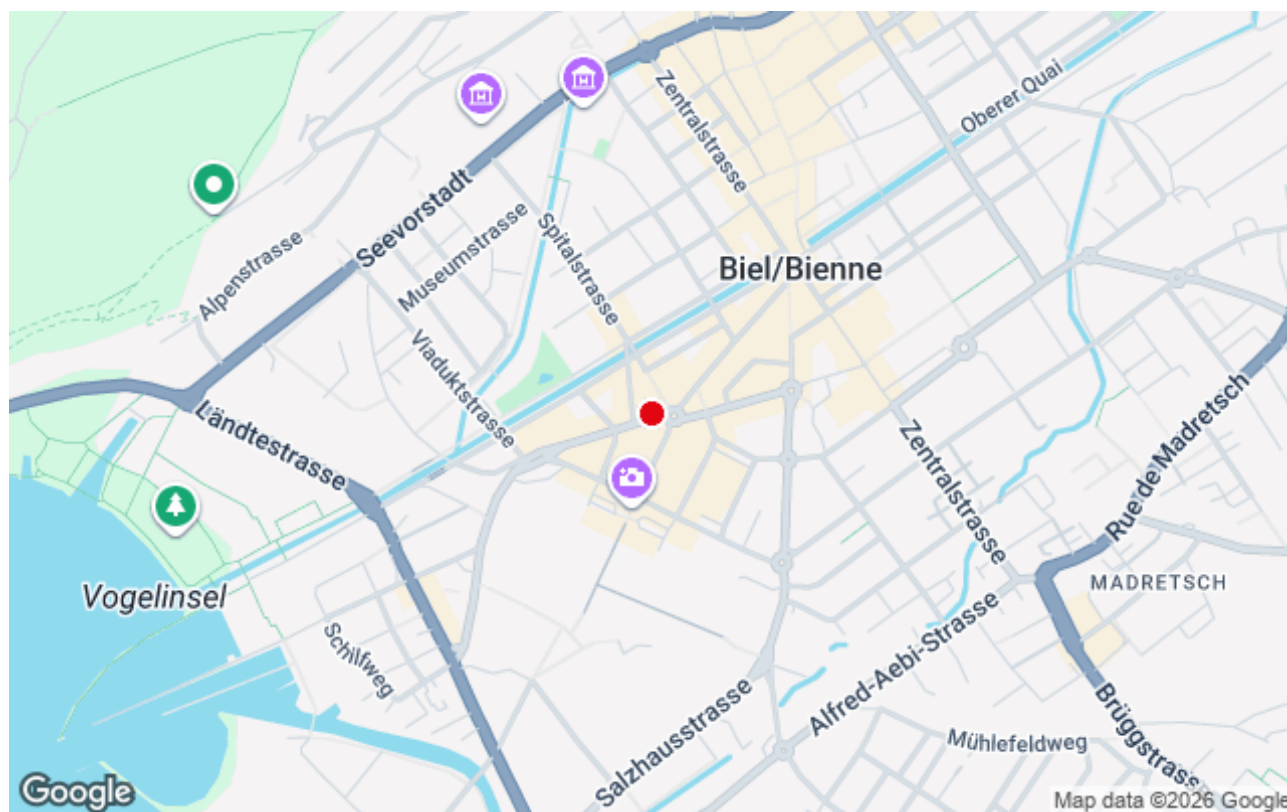 Zentralstrasse
Oberer Quai
Seevorstadt
Museumstrasse
Spitalstrasse
Alpenstrasse
Biel/Bienne
Viaduktstrasse
Ländtestrasse
Rue de Madretsch
Zentralstrasse
Vogelinsel
MADRETSCH
Schilfweg
Alfred-Aebi-Strasse
Brüggstrasse
Salzhausstrasse
Mühlefeldweg
Google
Map data ©2026 Google